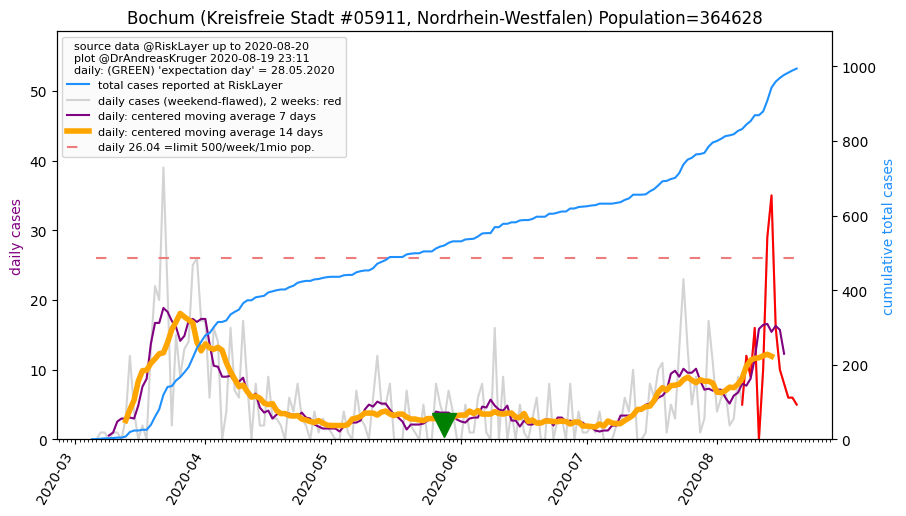 Bochum (Kreisfreie Stadt #05911, Nordrhein-Westfalen) Population=364628
source data @RiskLayer up to 2020-08-20
plot @DrAndreasKruger 2020-08-19 23:11
daily: (GREEN) 'expectation day' = 28.05.2020
total cases reported at RiskLayer
daily cases (weekend-flawed), 2 weeks: red
daily: centered moving average 7 days
daily: centered moving average 14 days
daily 26.04 =limit 500/week/1mio pop.
daily cases
50
40
30
20
10
0
cumulative total cases
1000
800
600
400
200
0
2020-03
2020-04
2020-05
2020-06
2020-07
2020-08